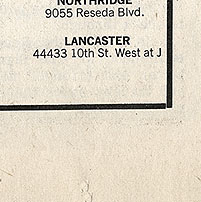 NORTHRIDGE
9055 Reseda Blvd.
LANCASTER
44433 10th St. West at J